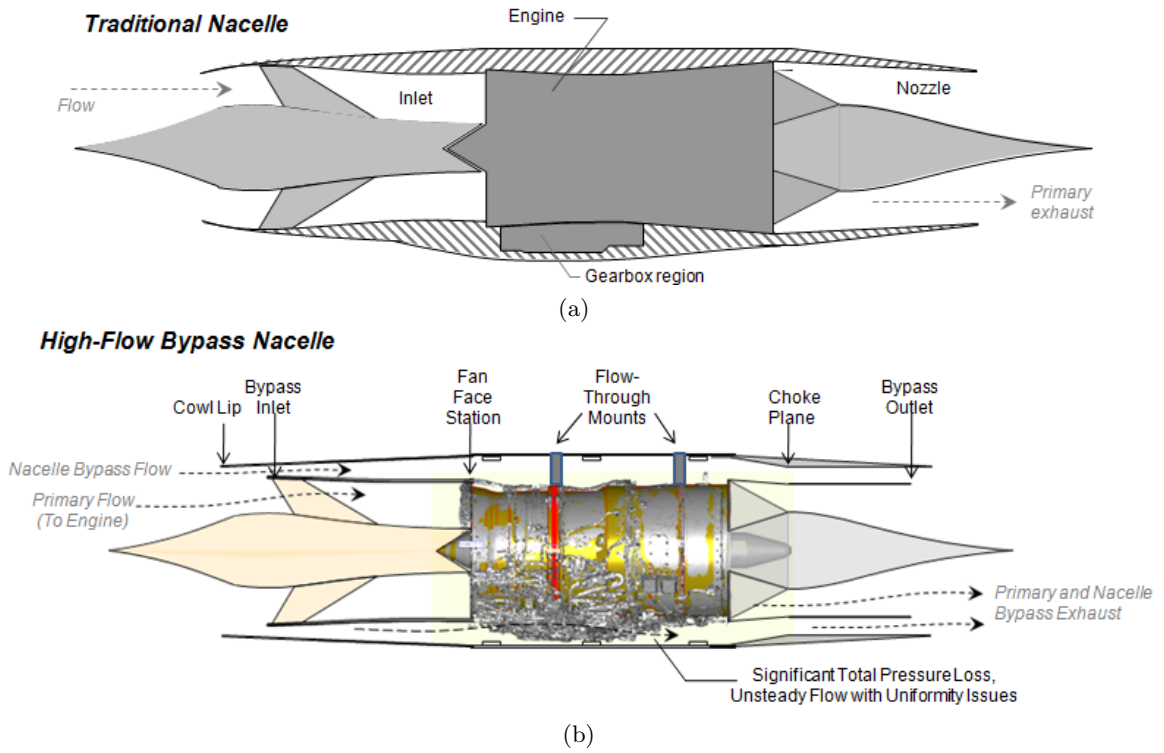 Traditional Nacelle
Engine
Flow
Inlet
Nozzle
Primary
exhaust
Gearbox region
(a)
High-Flow Bypass Nacelle
Cowl Lip
Bypass
Inlet
Fan
Face
Station
Flow-
Through
Mounts
Choke
Plane
Bypass
Outlet
Nacelle Bypass Flow
Primary Flow
(To Engine)
Primary and Nacelle
Bypass Exhaust
Significant Total Pressure Loss,
Unsteady Flow with Uniformity Issues
(b)